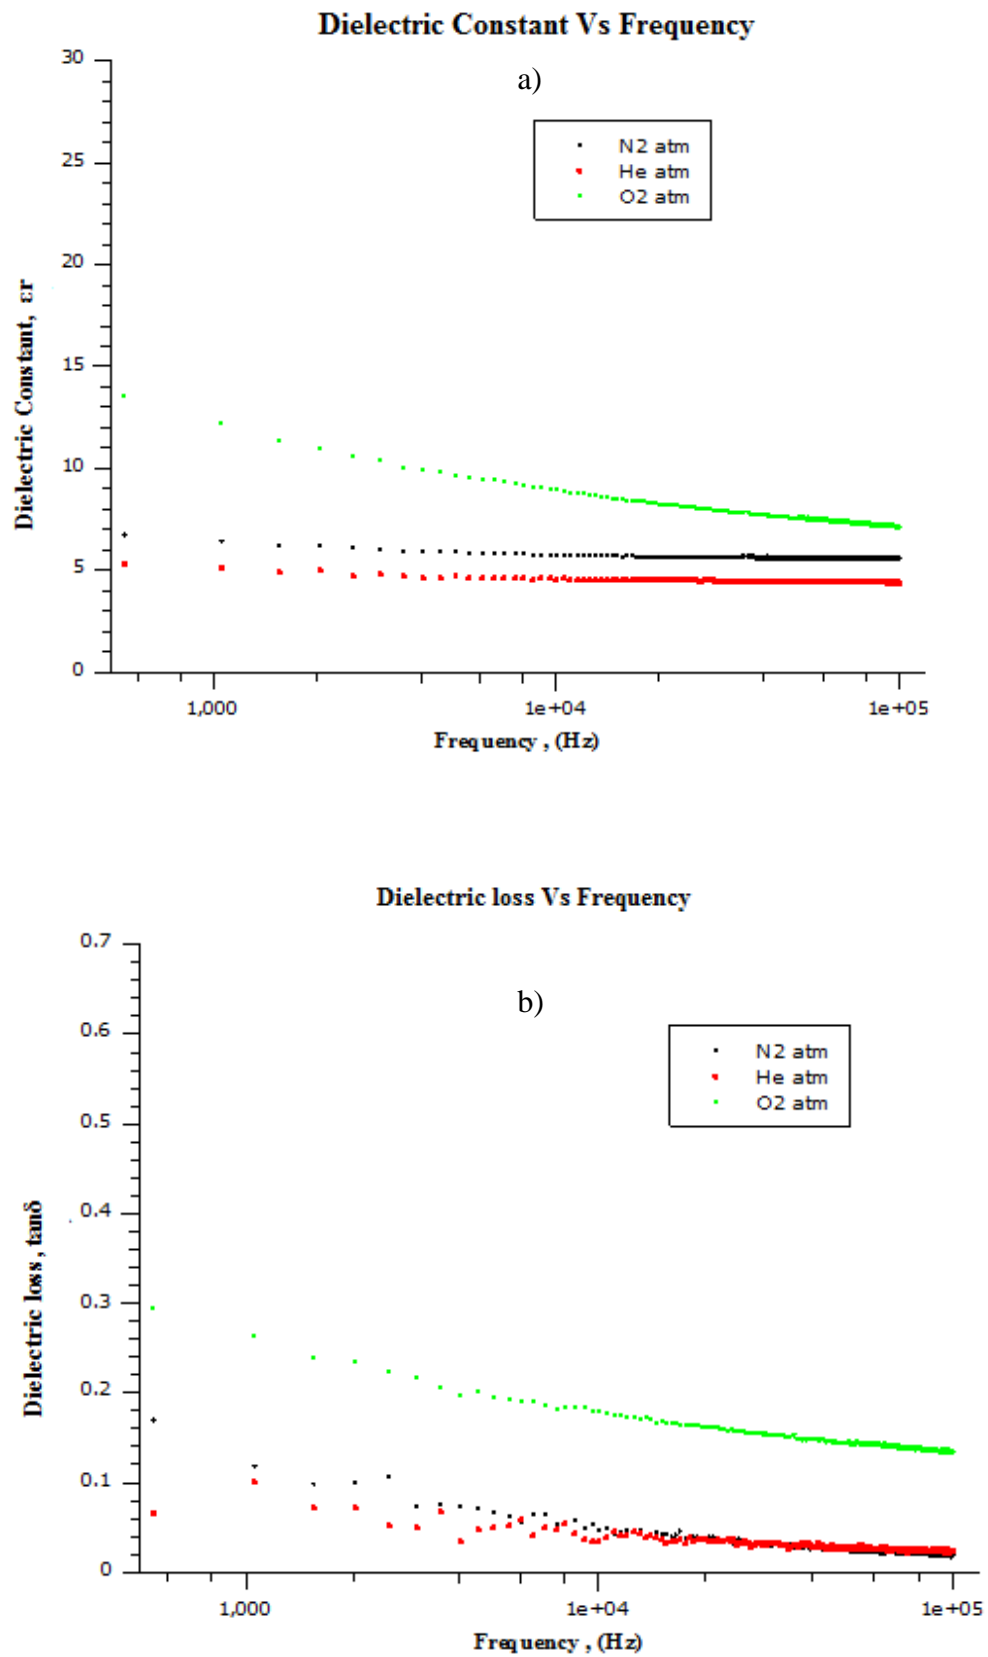 Dielectric Constant Vs Frequency
a)
30
25
20
15
10
5
0
Dielectric Constant, εr
N2 atm
He atm
O2 atm
1,000
1e+04
1e+05
Frequency , (Hz)
Dielectric loss Vs Frequency
b)
0.7
0.6
0.5
0.4
0.3
0.2
0.1
0
Dielectric loss, tanδ
N2 atm
He atm
O2 atm
1,000
1e+04
1e+05
Frequency , (Hz)